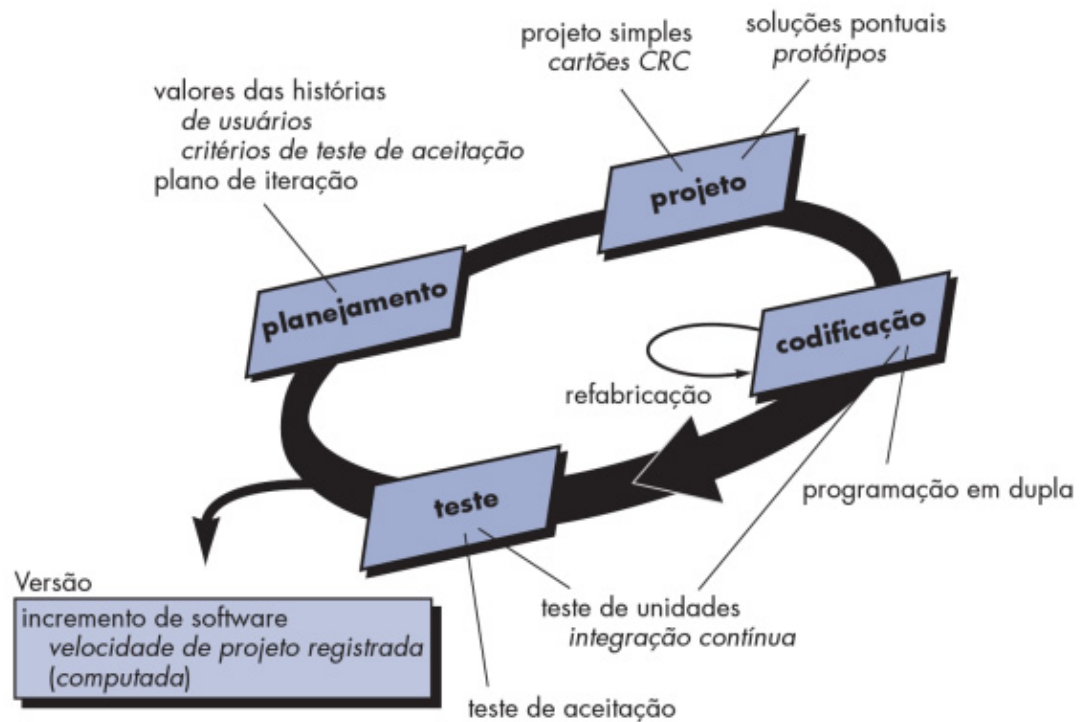 projeto simples
cartões CRC
soluções pontuais
protótipos
valores das histórias
de usuários
critérios de teste de aceitação
plano de iteração
projeto
planejamento
codificação
refabricação
programação em dupla
teste
Versão
incremento de software
velocidade de projeto registrada
(computada)
teste de unidades
integração contínua
teste de aceitação